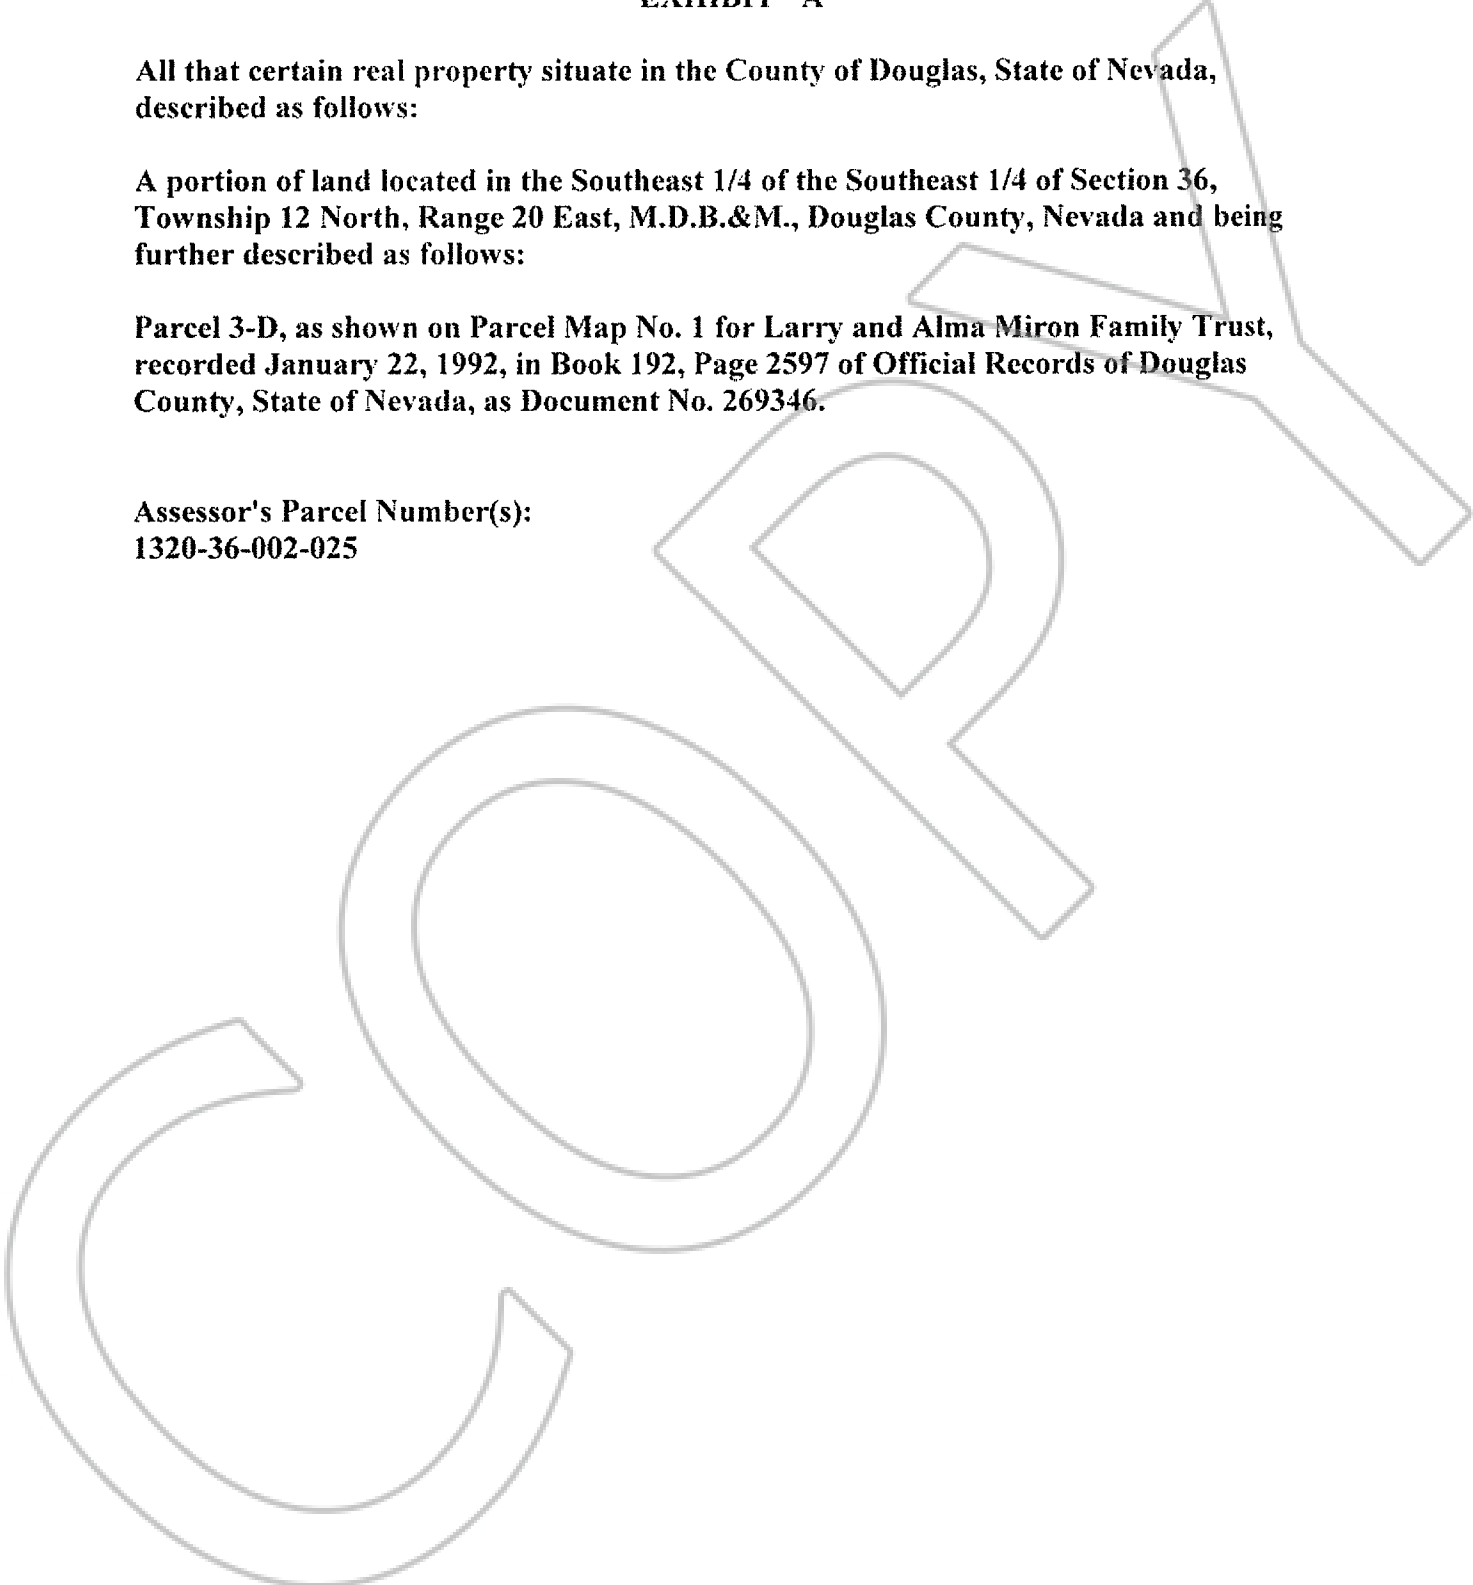 EXHIBIT "A"
All that certain real property situate in the County of Douglas, State of Nevada,
described as follows:
A portion of land located in the Southeast 1/4 of the Southeast 1/4 of Section 36,
Township 12 North, Range 20 East, M.D.B.&M., Douglas County, Nevada and being
further described as follows:
Parcel 3-D, as shown on Parcel Map No. 1 for Larry and Alma Miron Family Trust,
recorded January 22, 1992, in Book 192, Page 2597 of Official Records of Douglas
County, State of Nevada, as Document No. 269346.
Assessor's Parcel Number(s):
1320-36-002-025
COPY